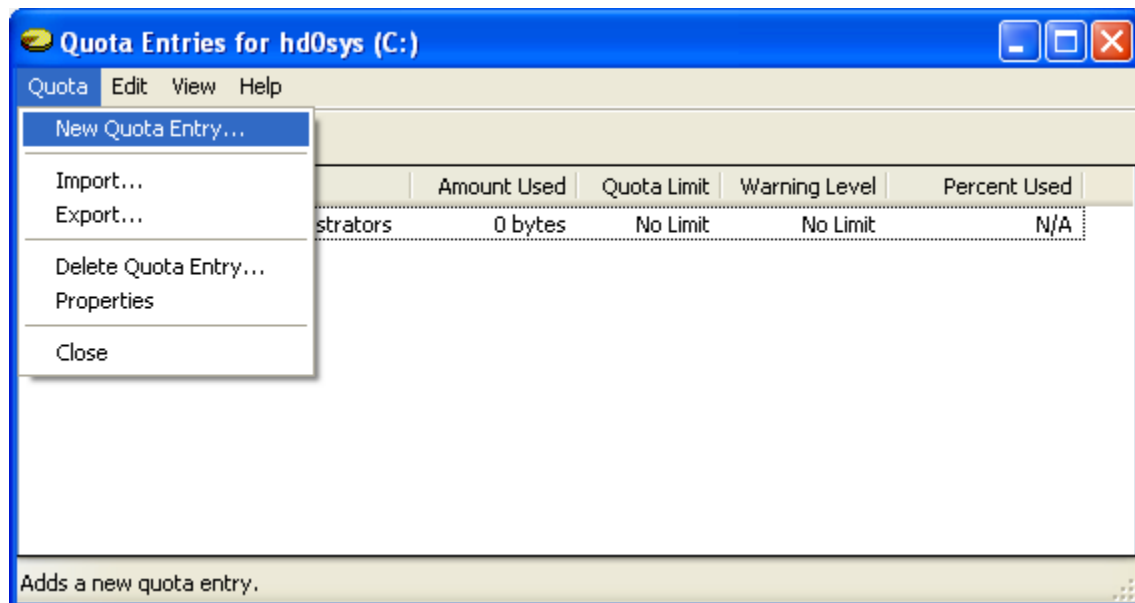 Quota Entries for hd0sys (C:)
Quota Edit View Help
New Quota Entry...
Import...
Export...
Delete Quota Entry...
Properties
Close
Amount Used Quota Limit Warning Level Percent Used
strators 0 bytes No Limit No Limit N/A
Adds a new quota entry.